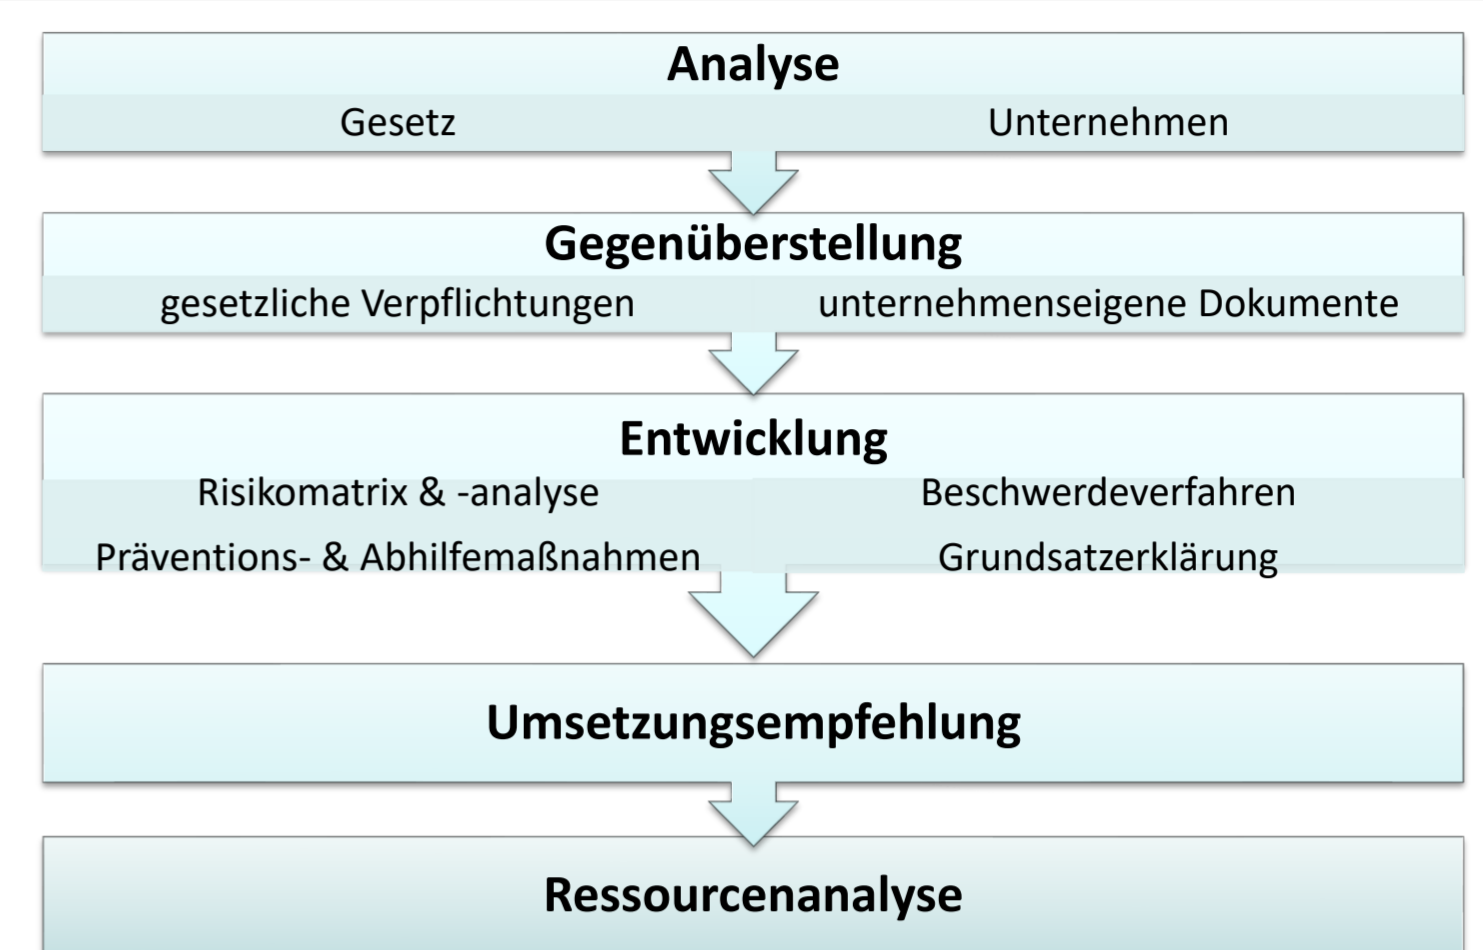 Analyse
Gesetz Unternehmen
Gegenüberstellung
gesetzliche Verpflichtungen unternehmenseigene Dokumente
Entwicklung
Risikomatrix & -analyse Beschwerdeverfahren
Präventions- & Abhilfemaßnahmen Grundsatzerklärung
Umsetzungsempfehlung
Ressourcenanalyse